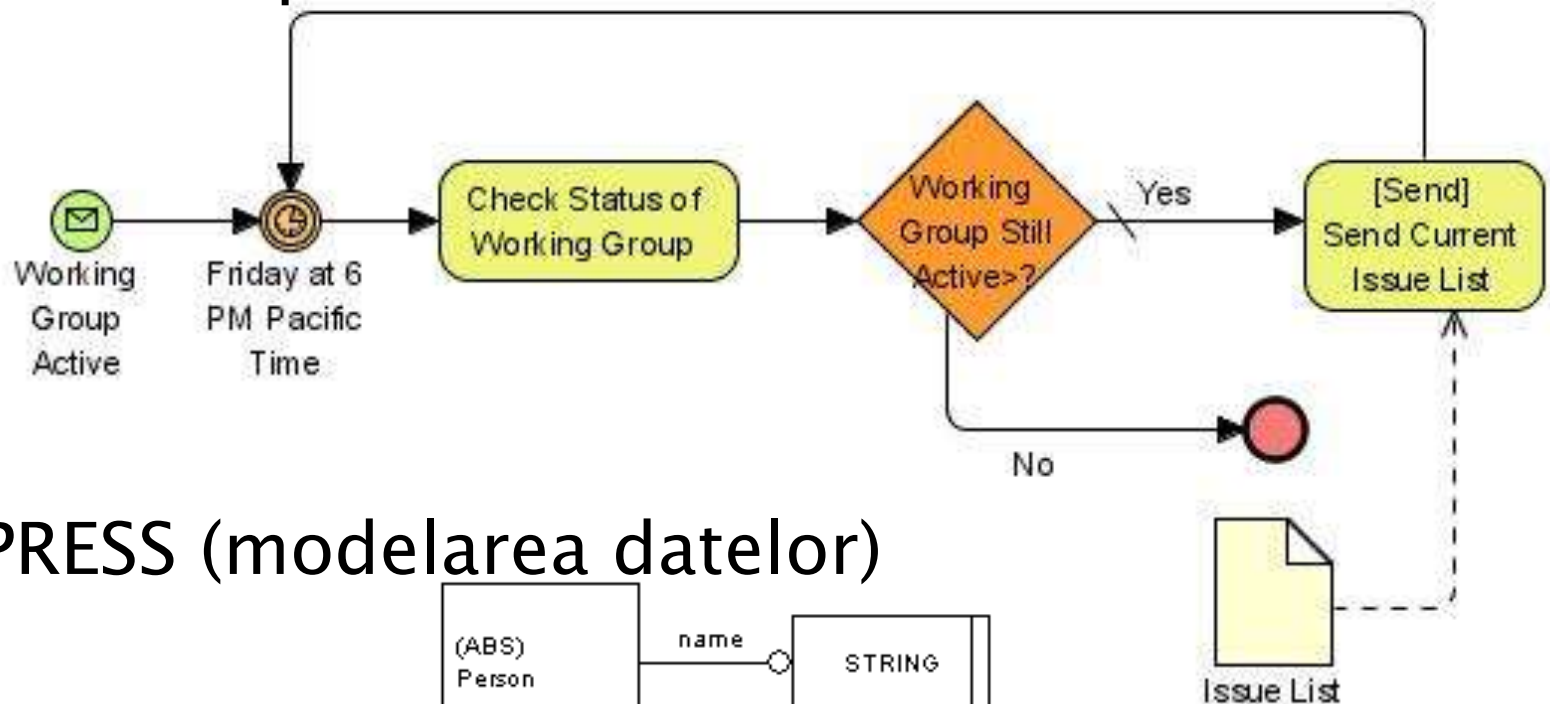 Working
Group
Active
Friday at 6
PM Pacific
Time
Check Status of
Working Group
Working
Group Still
Active>?
Yes
[Send]
Send Current
Issue List
No
PRESS (modelarea datelor)
Issue List
(ABS)
Person
name
STRING